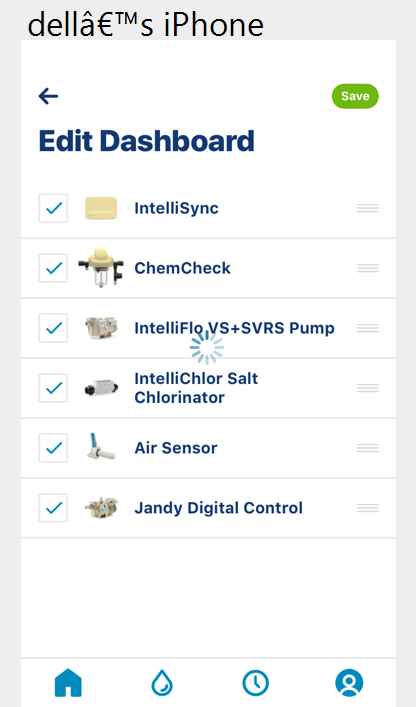 dellâ€™s iPhone
Save
Edit Dashboard
IntelliSync
ChemCheck
IntelliFlo VS+SVRS Pump
IntelliChlor Salt
Chlorinator
Air Sensor
Jandy Digital Control